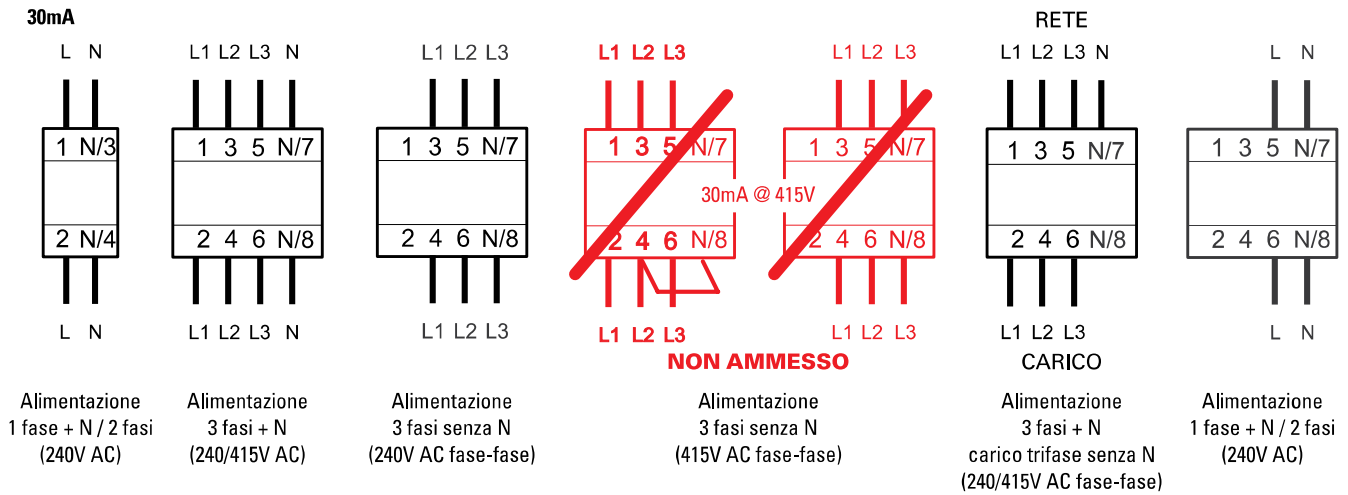 30mA
L N
1 N/3
2 N/4
L N
Alimentazione
1 fase + N / 2 fasi
(240V AC)
L1 L2 L3 N
1 3 5 N/7
2 4 6 N/8
L1 L2 L3 N
Alimentazione
3 fasi + N
(240/415V AC)
L1 L2 L3
1 3 5 N/7
2 4 6 N/8
L1 L2 L3
Alimentazione
3 fasi senza N
(240V AC fase-fase)
L1 L2 L3
1 3 5 N/7
2 4 6 N/8
L1 L2 L3
30mA @ 415V
L1 L2 L3
1 3 5 N/7
2 4 6 N/8
L1 L2 L3
NON AMMESSO
Alimentazione
3 fasi senza N
(415V AC fase-fase)
RETE
L1 L2 L3 N
1 3 5 N/7
2 4 6 N/8
L1 L2 L3
CARICO
Alimentazione
3 fasi + N
carico trifase senza N
(240/415V AC fase-fase)
L N
1 3 5 N/7
2 4 6 N/8
L N
Alimentazione
1 fase + N / 2 fasi
(240V AC)